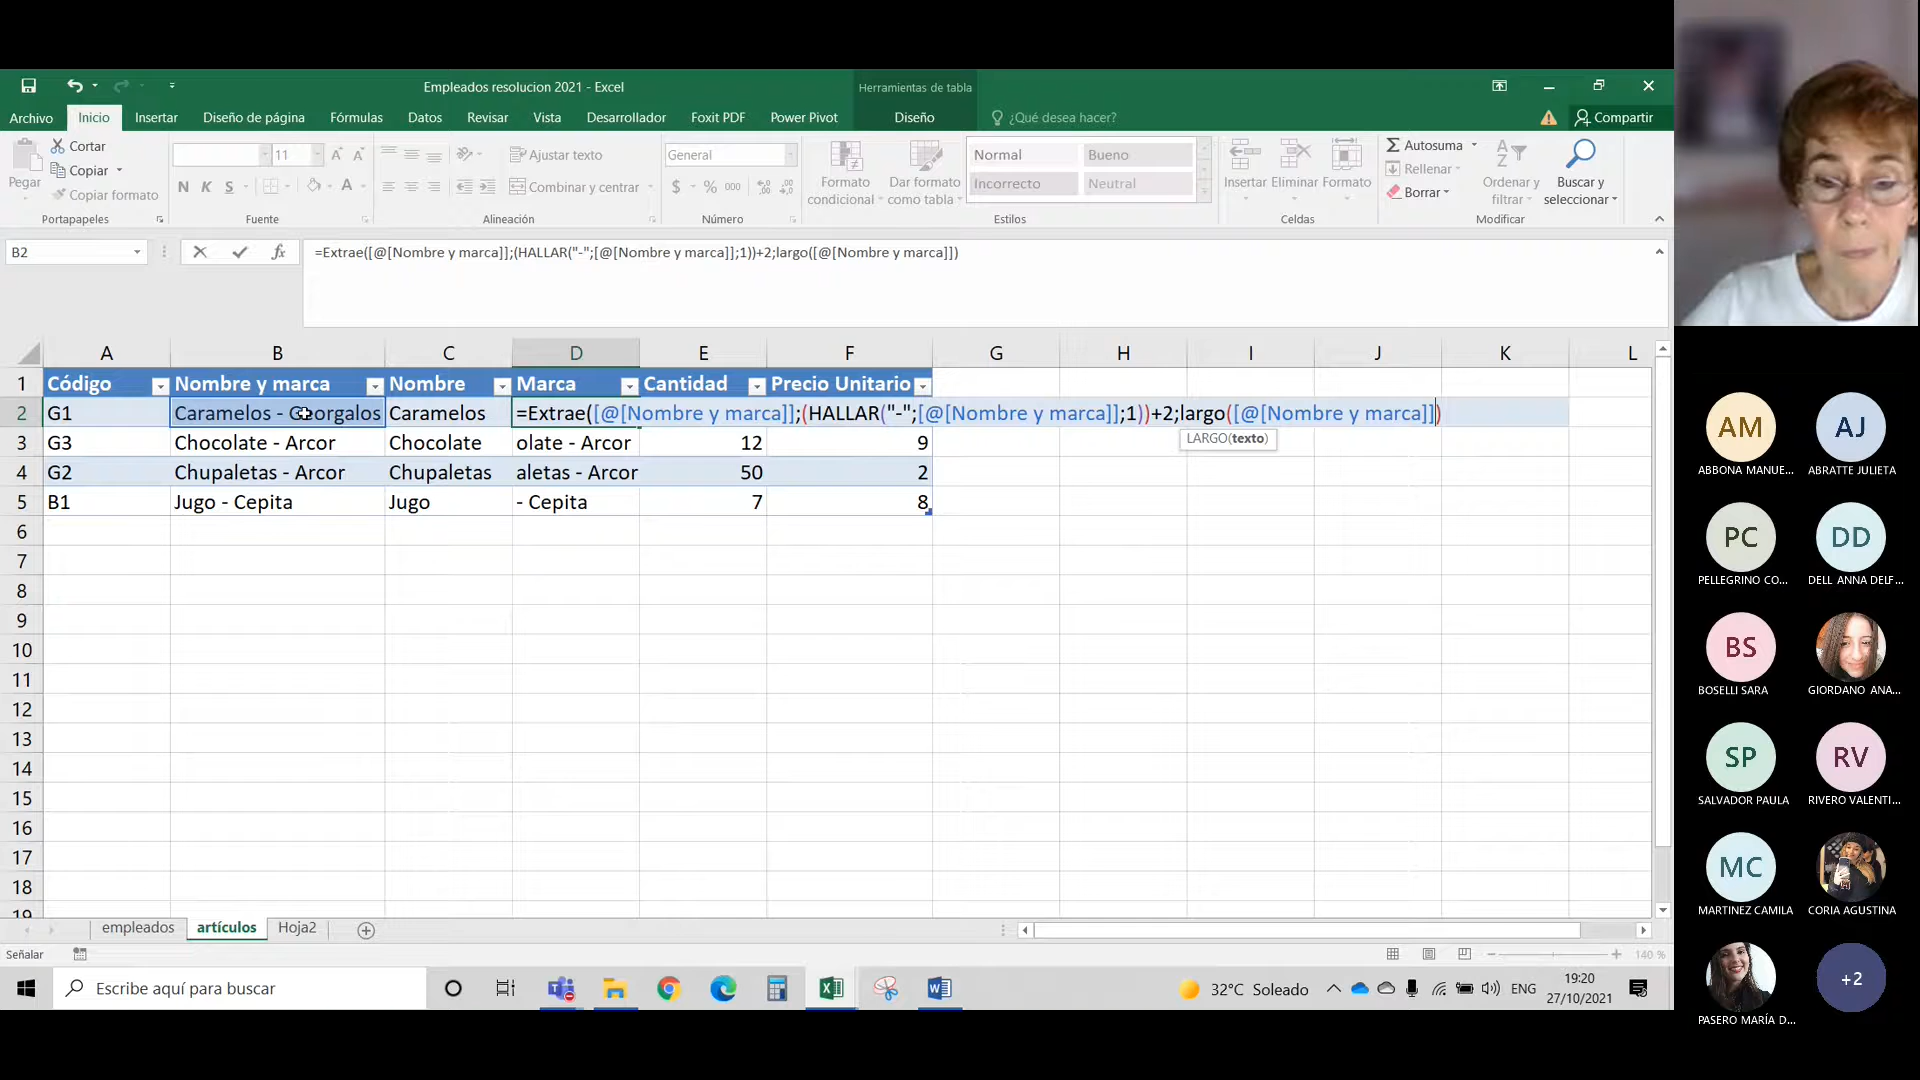 Empleados resolucion 2021 - Excel
Herramientas de tabla
Archivo Inicio Insertar Diseño de página Fórmulas Datos Revisar Vista Desarrollador Foxit PDF Power Pivot Diseño ¿Qué desea hacer? Compartir
Pegar
Cortar
Copiar
Copiar formato
Portapapeles
11 A A
N K S A
Fuente
Ajustar texto
Combinar y centrar
Alineación
General
$ % 000
Número
Formato condicional
Dar formato como tabla
Normal Bueno
Incorrecto Neutral
Estilos
Insertar Eliminar Formato
Celdas
Autosuma
Rellenar
Borrar
Ordenar y filtrar
Buscar y seleccionar
Modificar
B2 fx =Extrae([@[Nombre y marca]];(HALLAR("-";[@[Nombre y marca]];1))+2;largo([@[Nombre y marca]])
A B C D E F G H I J K L
1 Código Nombre y marca Nombre Marca Cantidad Precio Unitario
2 G1 Caramelos - Georgalos Caramelos =Extrae([@[Nombre y marca]];(HALLAR("-";[@[Nombre y marca]];1))+2;largo([@[Nombre y marca]])
LARGO(texto)
3 G3 Chocolate - Arcor Chocolate olate - Arcor 12 9
4 G2 Chupaletas - Arcor Chupaletas aletas - Arcor 50 2
5 B1 Jugo - Cepita Jugo - Cepita 7 8
6
7
8
9
10
11
12
13
14
15
16
17
18
19
empleados artículos Hoja2
Señalar
140 %
Escribe aquí para buscar
32°C Soleado
ENG
19:20
27/10/2021
AM AJ
ABBONA MANUE... ABRATTE JULIETA
PC DD
PELLEGRINO CO... DELL ANNA DELF...
BS
BOSELLI SARA GIORDANO ANA...
SP RV
SALVADOR PAULA RIVERO VALENTI...
MC
MARTINEZ CAMILA CORIA AGUSTINA
+2
PASERO MARÍA D...